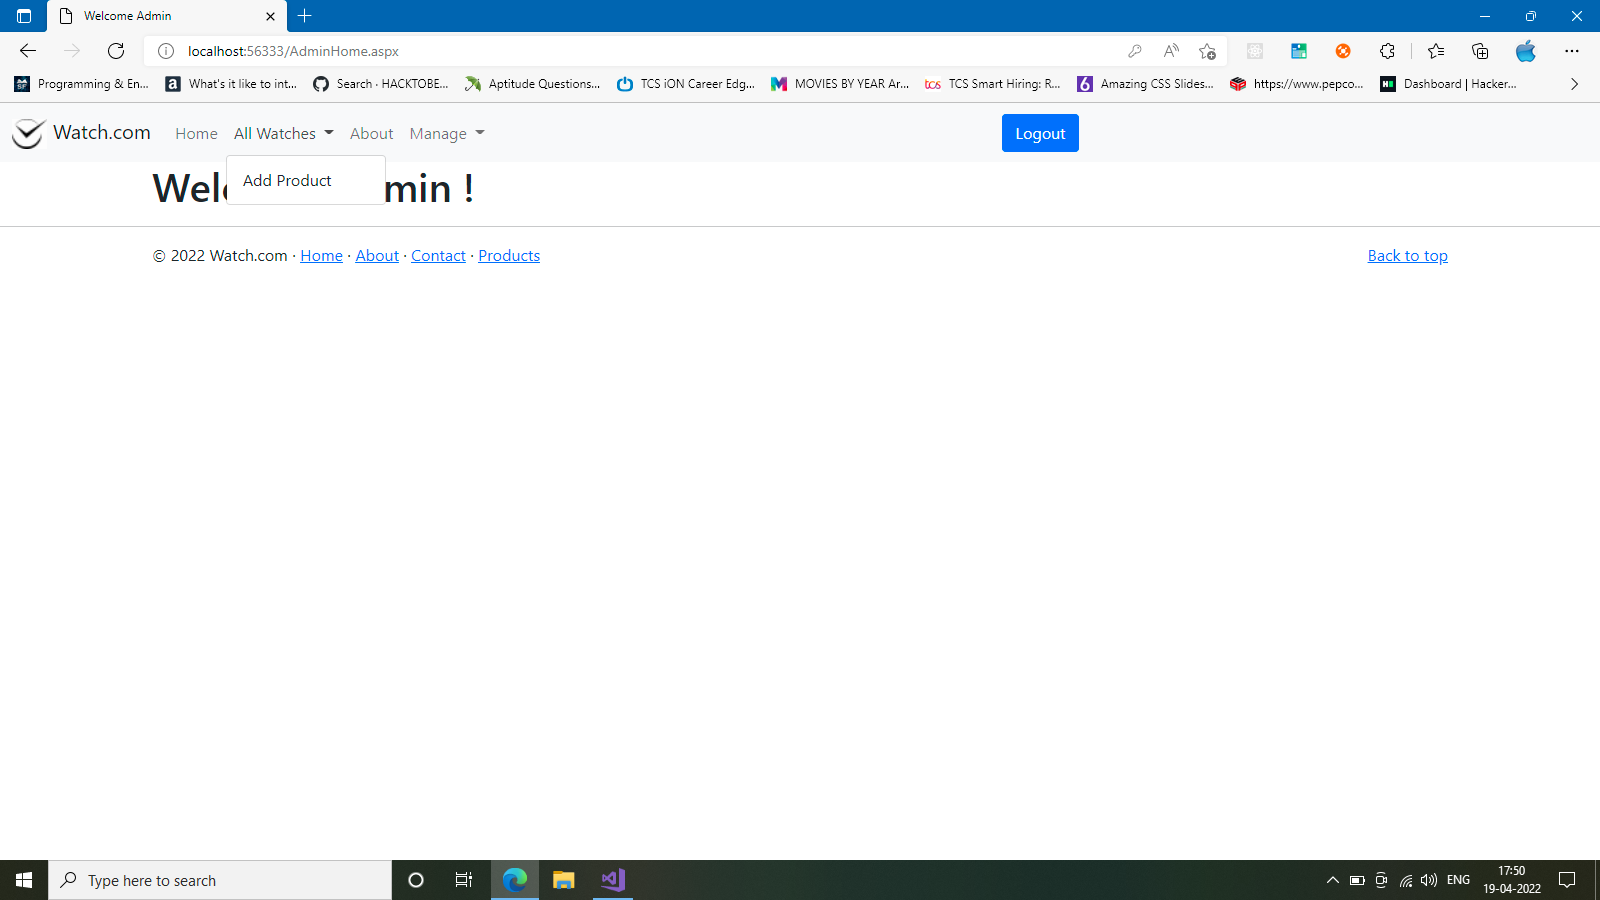 Welcome Admin
localhost:56333/AdminHome.aspx
Programming & En... What's it like to int... Search · HACKTOBE... Aptitude Questions... TCS iON Career Edg... MOVIES BY YEAR Ar... TCS Smart Hiring: R... Amazing CSS Slides... https://www.pepco... Dashboard | Hacker...
Watch.com Home All Watches About Manage Logout
Add Product
Wel min !
© 2022 Watch.com · Home · About · Contact · Products Back to top
Type here to search
ENG
17:50
19-04-2022